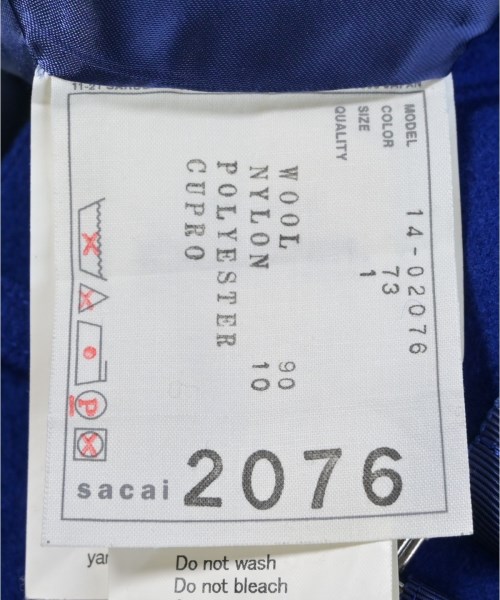 MODEL 14-02076
COLOR 73
SIZE 1
QUALITY
WOOL 90
NYLON 10
POLYESTER
CUPRO
P
sacai 2076
yar
Do not wash
Do not bleach